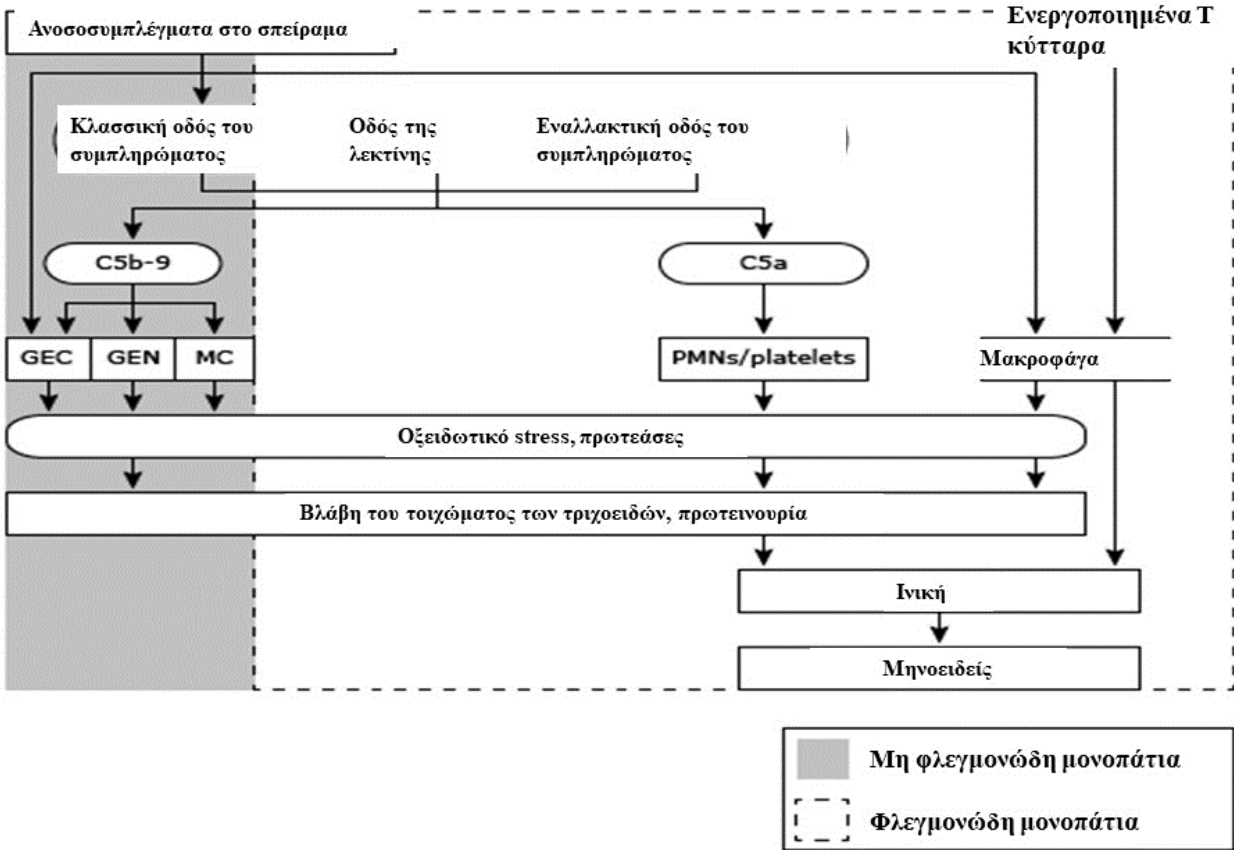 Ανοσοσυμπλέγματα στο σπείραμα
Ενεργοποιημένα Τ
κύτταρα
Κλασσική οδός του
συμπληρώματος
Οδός της
λεκτίνης
Εναλλακτική οδός του
συμπληρώματος
C5b-9
C5a
GEC
GEN
MC
PMNs/platelets
Μακροφάγα
Οξειδωτικό stress, πρωτεάσες
Βλάβη του τοιχώματος των τριχοειδών, πρωτεινουρία
Ινική
Μηνοειδείς
Μη φλεγμονώδη μονοπάτια
Φλεγμονώδη μονοπάτια